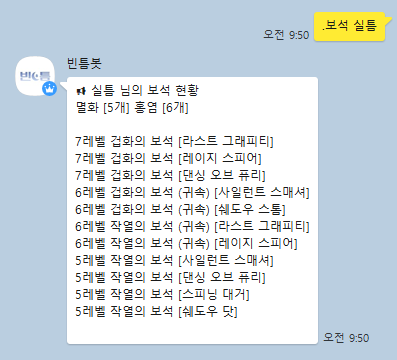 .보석 실틈
오전 9:50
빈틈봇
빈틈
📢 실틈 님의 보석 현황
멸화 [5개] 홍염 [6개]
7레벨 겁화의 보석 [라스트 그래피티]
7레벨 겁화의 보석 [레이지 스피어]
7레벨 겁화의 보석 [댄싱 오브 퓨리]
6레벨 겁화의 보석 (귀속) [사일런트 스매셔]
6레벨 겁화의 보석 (귀속) [쉐도우 스톰]
6레벨 작열의 보석 (귀속) [라스트 그래피티]
6레벨 작열의 보석 (귀속) [레이지 스피어]
5레벨 작열의 보석 [사일런트 스매셔]
5레벨 작열의 보석 [댄싱 오브 퓨리]
5레벨 작열의 보석 [스피닝 대거]
5레벨 작열의 보석 [쉐도우 닷]
오전 9:50